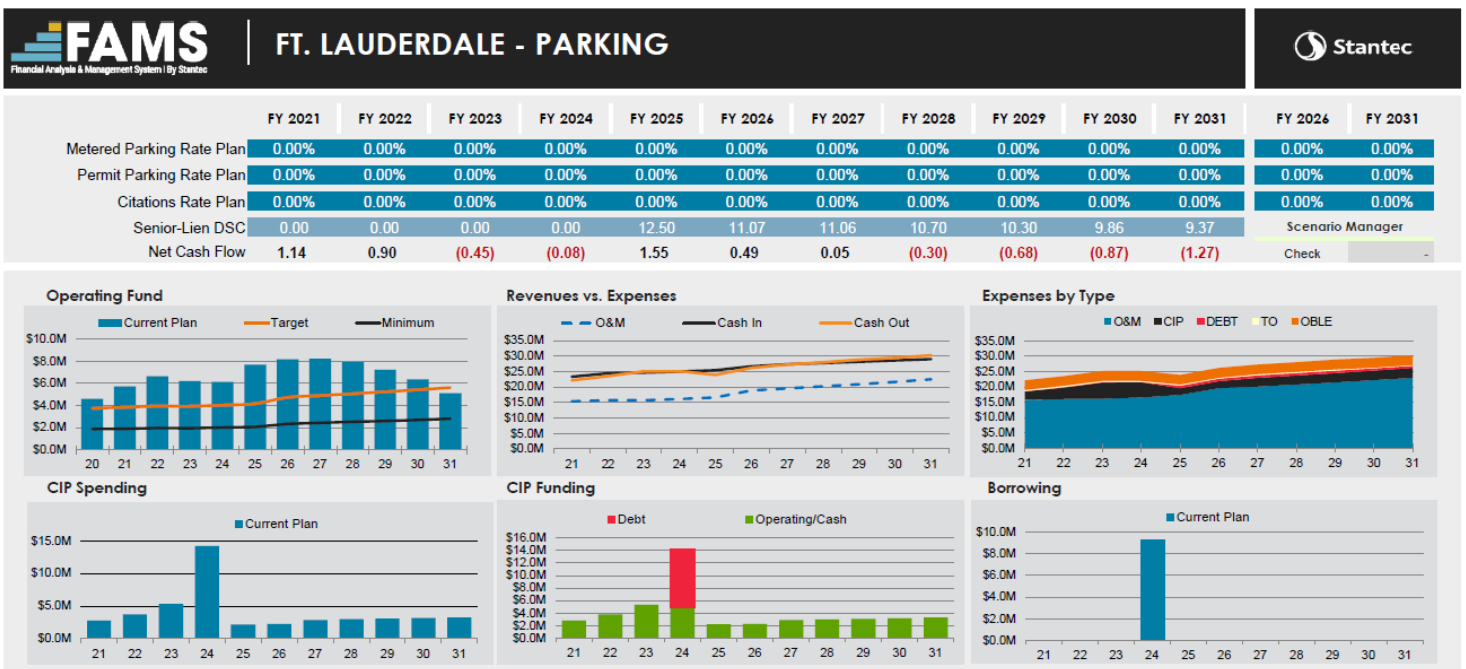 FAMS
Financial Analysis & Management System | By Stantec
FT. LAUDERDALE - PARKING
Stantec
FY 2021 FY 2022 FY 2023 FY 2024 FY 2025 FY 2026 FY 2027 FY 2028 FY 2029 FY 2030 FY 2031 FY 2026 FY 2031
Metered Parking Rate Plan 0.00% 0.00% 0.00% 0.00% 0.00% 0.00% 0.00% 0.00% 0.00% 0.00% 0.00% 0.00% 0.00%
Permit Parking Rate Plan 0.00% 0.00% 0.00% 0.00% 0.00% 0.00% 0.00% 0.00% 0.00% 0.00% 0.00% 0.00% 0.00%
Citations Rate Plan 0.00% 0.00% 0.00% 0.00% 0.00% 0.00% 0.00% 0.00% 0.00% 0.00% 0.00% 0.00% 0.00%
Senior-Lien DSC 0.00 0.00 0.00 0.00 12.50 11.07 11.06 10.70 10.30 9.86 9.37 Scenario Manager
Net Cash Flow 1.14 0.90 (0.45) (0.08) 1.55 0.49 0.05 (0.30) (0.68) (0.87) (1.27) Check -
Operating Fund
Current Plan Target Minimum
$10.0M
$8.0M
$6.0M
$4.0M
$2.0M
$0.0M
20 21 22 23 24 25 26 27 28 29 30 31
Revenues vs. Expenses
O&M Cash In Cash Out
$35.0M
$30.0M
$25.0M
$20.0M
$15.0M
$10.0M
$5.0M
$0.0M
21 22 23 24 25 26 27 28 29 30 31
Expenses by Type
O&M CIP DEBT TO OBLE
$35.0M
$30.0M
$25.0M
$20.0M
$15.0M
$10.0M
$5.0M
$0.0M
21 22 23 24 25 26 27 28 29 30 31
CIP Spending
Current Plan
$15.0M
$10.0M
$5.0M
$0.0M
21 22 23 24 25 26 27 28 29 30 31
CIP Funding
Debt Operating/Cash
$16.0M
$14.0M
$12.0M
$10.0M
$8.0M
$6.0M
$4.0M
$2.0M
$0.0M
21 22 23 24 25 26 27 28 29 30 31
Borrowing
Current Plan
$10.0M
$8.0M
$6.0M
$4.0M
$2.0M
$0.0M
21 22 23 24 25 26 27 28 29 30 31